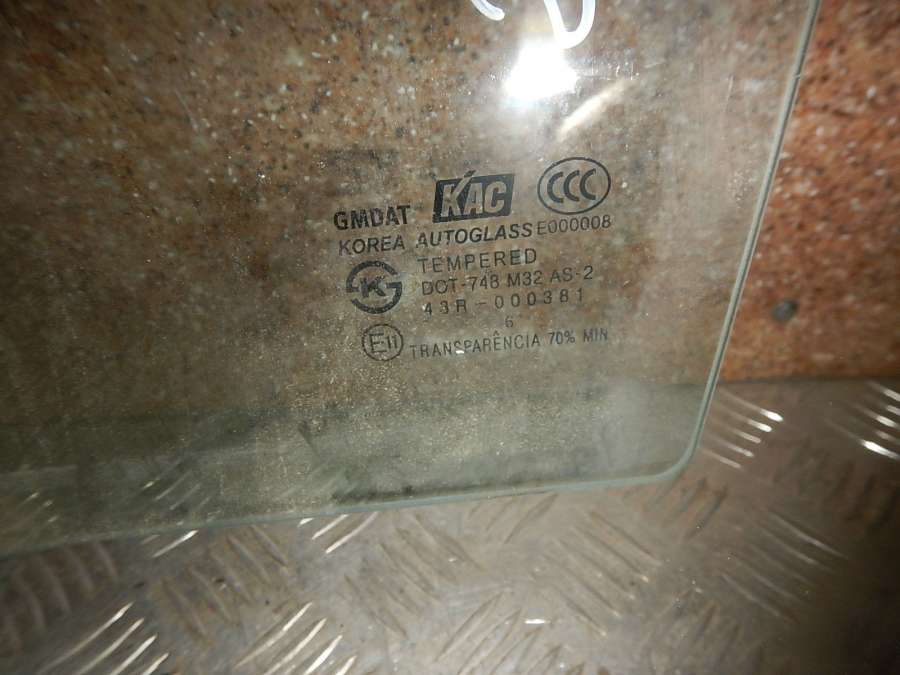 GMDAT KAC CCC
KOREA AUTOGLASS E000008
TEMPERED
DOT-748 M32 AS-2
43R-000381
6
E11 TRANSPARÊNCIA 70% MIN